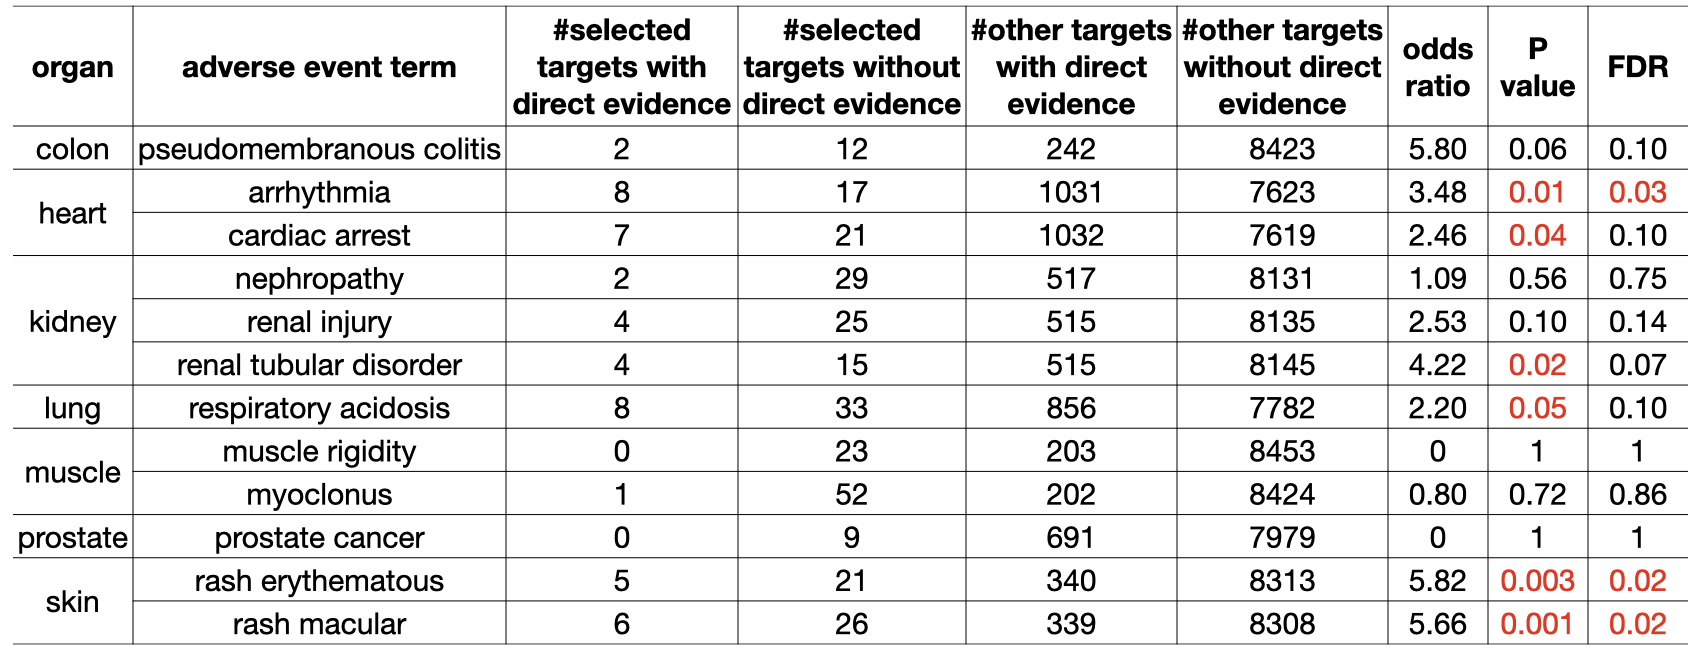 organ adverse event term #selected targets with direct evidence #selected targets without direct evidence #other targets with direct evidence #other targets without direct evidence odds ratio P value FDR
colon pseudomembranous colitis 2 12 242 8423 5.80 0.06 0.10
heart arrhythmia 8 17 1031 7623 3.48 0.01 0.03
cardiac arrest 7 21 1032 7619 2.46 0.04 0.10
kidney nephropathy 2 29 517 8131 1.09 0.56 0.75
renal injury 4 25 515 8135 2.53 0.10 0.14
renal tubular disorder 4 15 515 8145 4.22 0.02 0.07
lung respiratory acidosis 8 33 856 7782 2.20 0.05 0.10
muscle muscle rigidity 0 23 203 8453 0 1 1
myoclonus 1 52 202 8424 0.80 0.72 0.86
prostate prostate cancer 0 9 691 7979 0 1 1
skin rash erythematous 5 21 340 8313 5.82 0.003 0.02
rash macular 6 26 339 8308 5.66 0.001 0.02